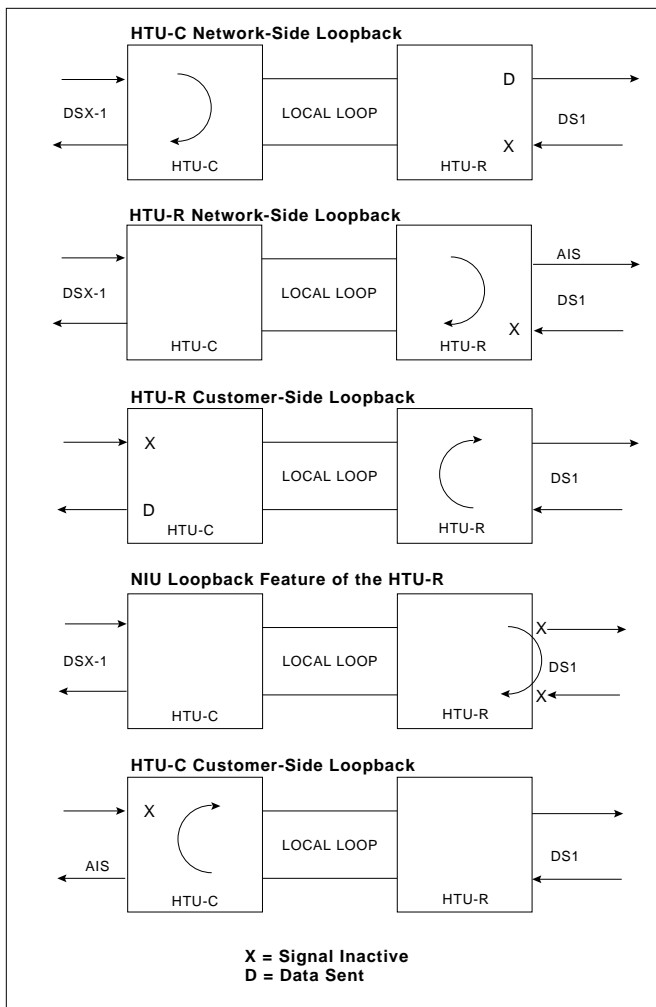 HTU-C Network-Side Loopback
D
DSX-1
LOCAL LOOP
DS1
X
HTU-C
HTU-R
HTU-R Network-Side Loopback
AIS
DSX-1
LOCAL LOOP
DS1
X
HTU-C
HTU-R
HTU-R Customer-Side Loopback
X
LOCAL LOOP
DS1
D
HTU-C
HTU-R
NIU Loopback Feature of the HTU-R
X
DSX-1
LOCAL LOOP
DS1
X
HTU-C
HTU-R
HTU-C Customer-Side Loopback
X
LOCAL LOOP
DS1
AIS
HTU-C
HTU-R
X = Signal Inactive
D = Data Sent